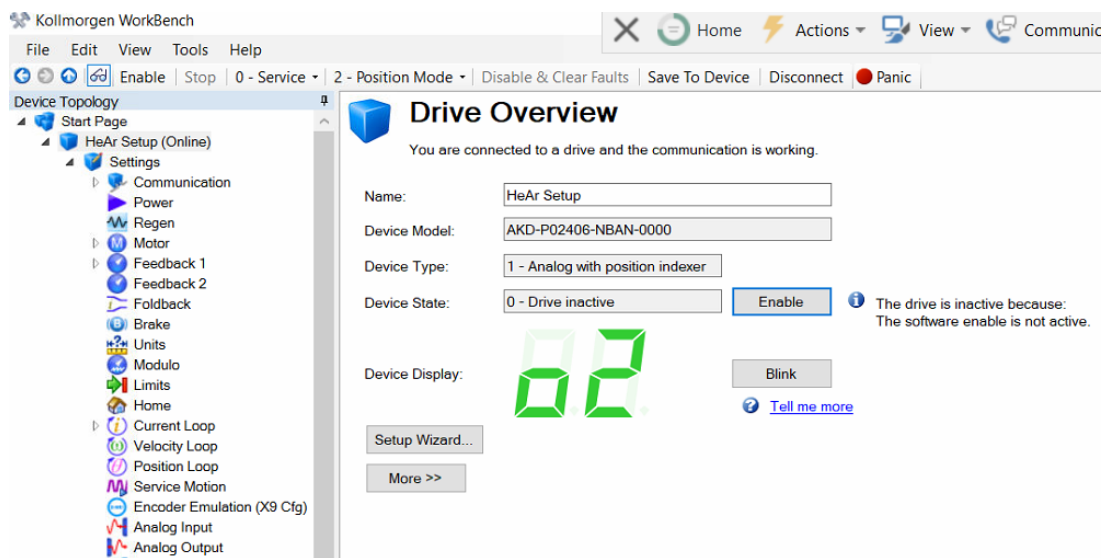 Kollmorgen WorkBench
Home Actions View Communic
File Edit View Tools Help
Enable Stop 0 - Service 2 - Position Mode Disable & Clear Faults Save To Device Disconnect Panic
Device Topology
Start Page
HeAr Setup (Online)
Settings
Communication
Power
Regen
Motor
Feedback 1
Feedback 2
Foldback
Brake
Units
Modulo
Limits
Home
Current Loop
Velocity Loop
Position Loop
Service Motion
Encoder Emulation (X9 Cfg)
Analog Input
Analog Output
Drive Overview
You are connected to a drive and the communication is working.
Name: HeAr Setup
Device Model: AKD-P02406-NBAN-0000
Device Type: 1 - Analog with position indexer
Device State: 0 - Drive inactive Enable The drive is inactive because:
The software enable is not active.
Device Display: o2 Blink
Tell me more
Setup Wizard...
More >>